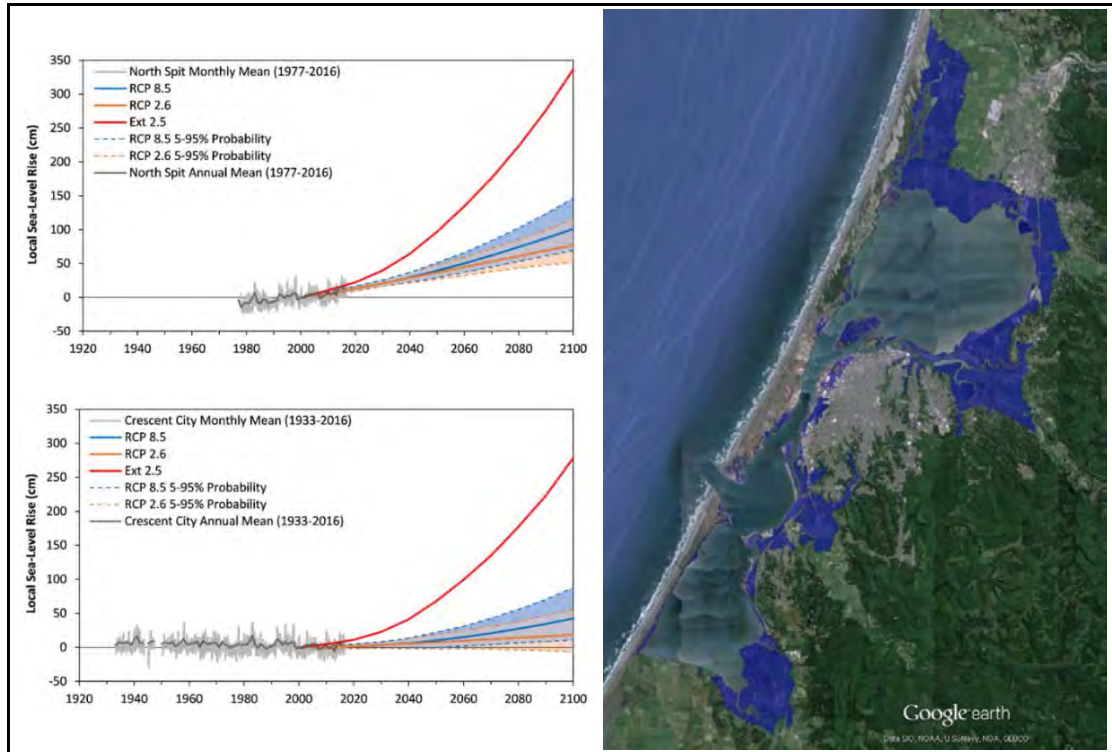 350
300
250
200
150
100
50
0
-50
Local Sea-Level Rise (cm)
North Spit Monthly Mean (1977-2016)
RCP 8.5
RCP 2.6
Ext 2.5
RCP 8.5 5-95% Probability
RCP 2.6 5-95% Probability
North Spit Annual Mean (1977-2016)
1920 1940 1960 1980 2000 2020 2040 2060 2080 2100
350
300
250
200
150
100
50
0
-50
Local Sea-Level Rise (cm)
Crescent City Monthly Mean (1933-2016)
RCP 8.5
RCP 2.6
Ext 2.5
RCP 8.5 5-95% Probability
RCP 2.6 5-95% Probability
Crescent City Annual Mean (1933-2016)
1920 1940 1960 1980 2000 2020 2040 2060 2080 2100
Google earth
Data SIO, NOAA, U.S. Navy, NGA, GEBCO